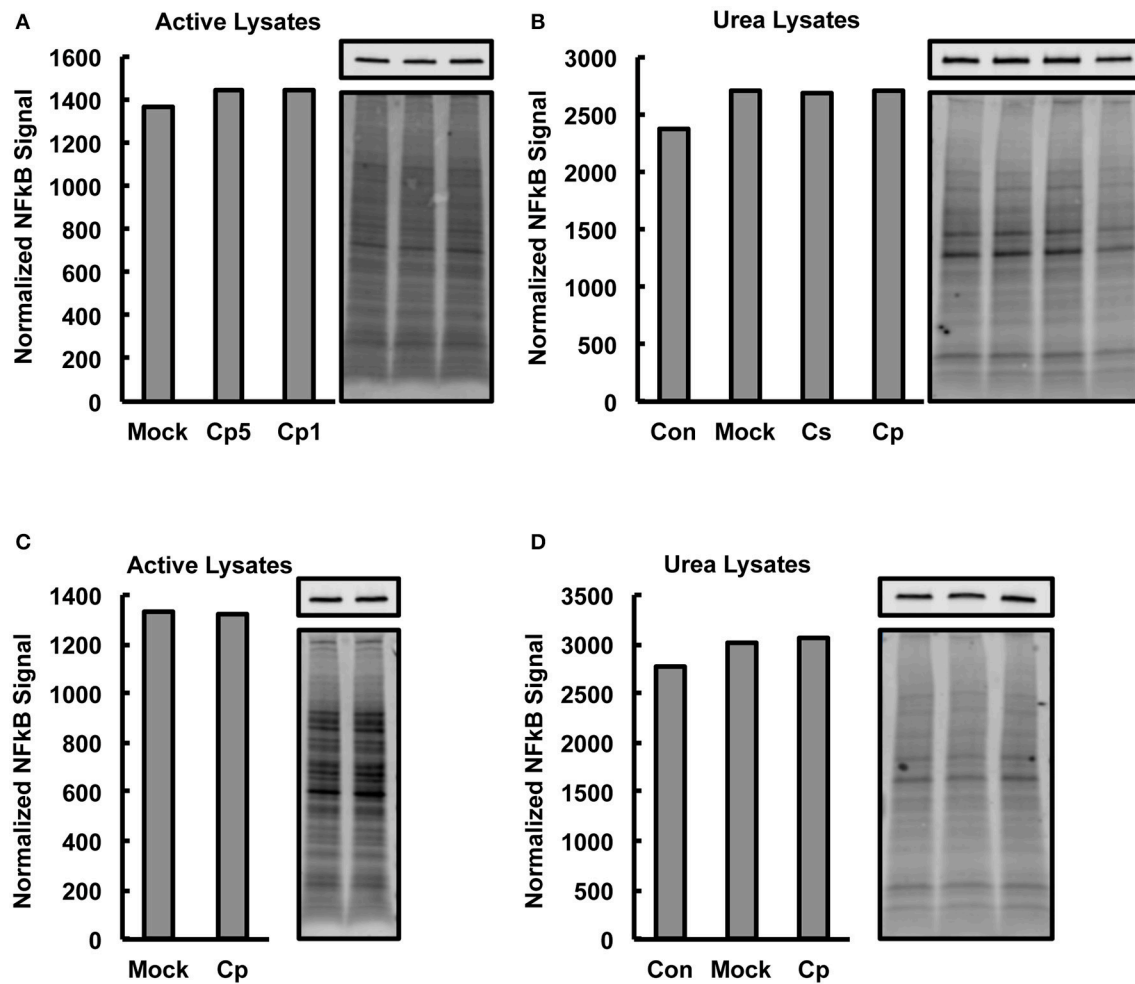 A
Active Lysates
Normalized NFkB Signal
1600
1400
1200
1000
800
600
400
200
0
Mock Cp5 Cp1
B
Urea Lysates
Normalized NFkB Signal
3000
2500
2000
1500
1000
500
0
Con Mock Cs Cp
C
Active Lysates
Normalized NFkB Signal
1400
1200
1000
800
600
400
200
0
Mock Cp
D
Urea Lysates
Normalized NFkB Signal
3500
3000
2500
2000
1500
1000
500
0
Con Mock Cp